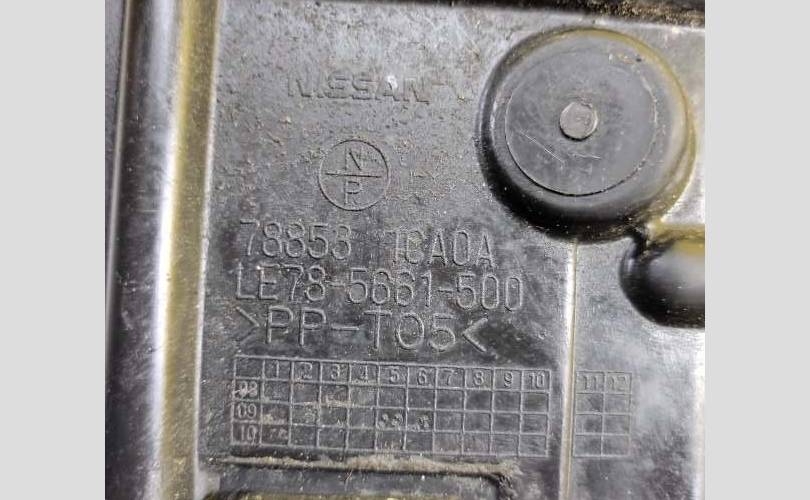 NISSAN
N
P
78853 1CA0A
LE78-5661-500
>PP-T05<
1 2 3 4 5 6 7 8 9 10 11 12
08
09
10